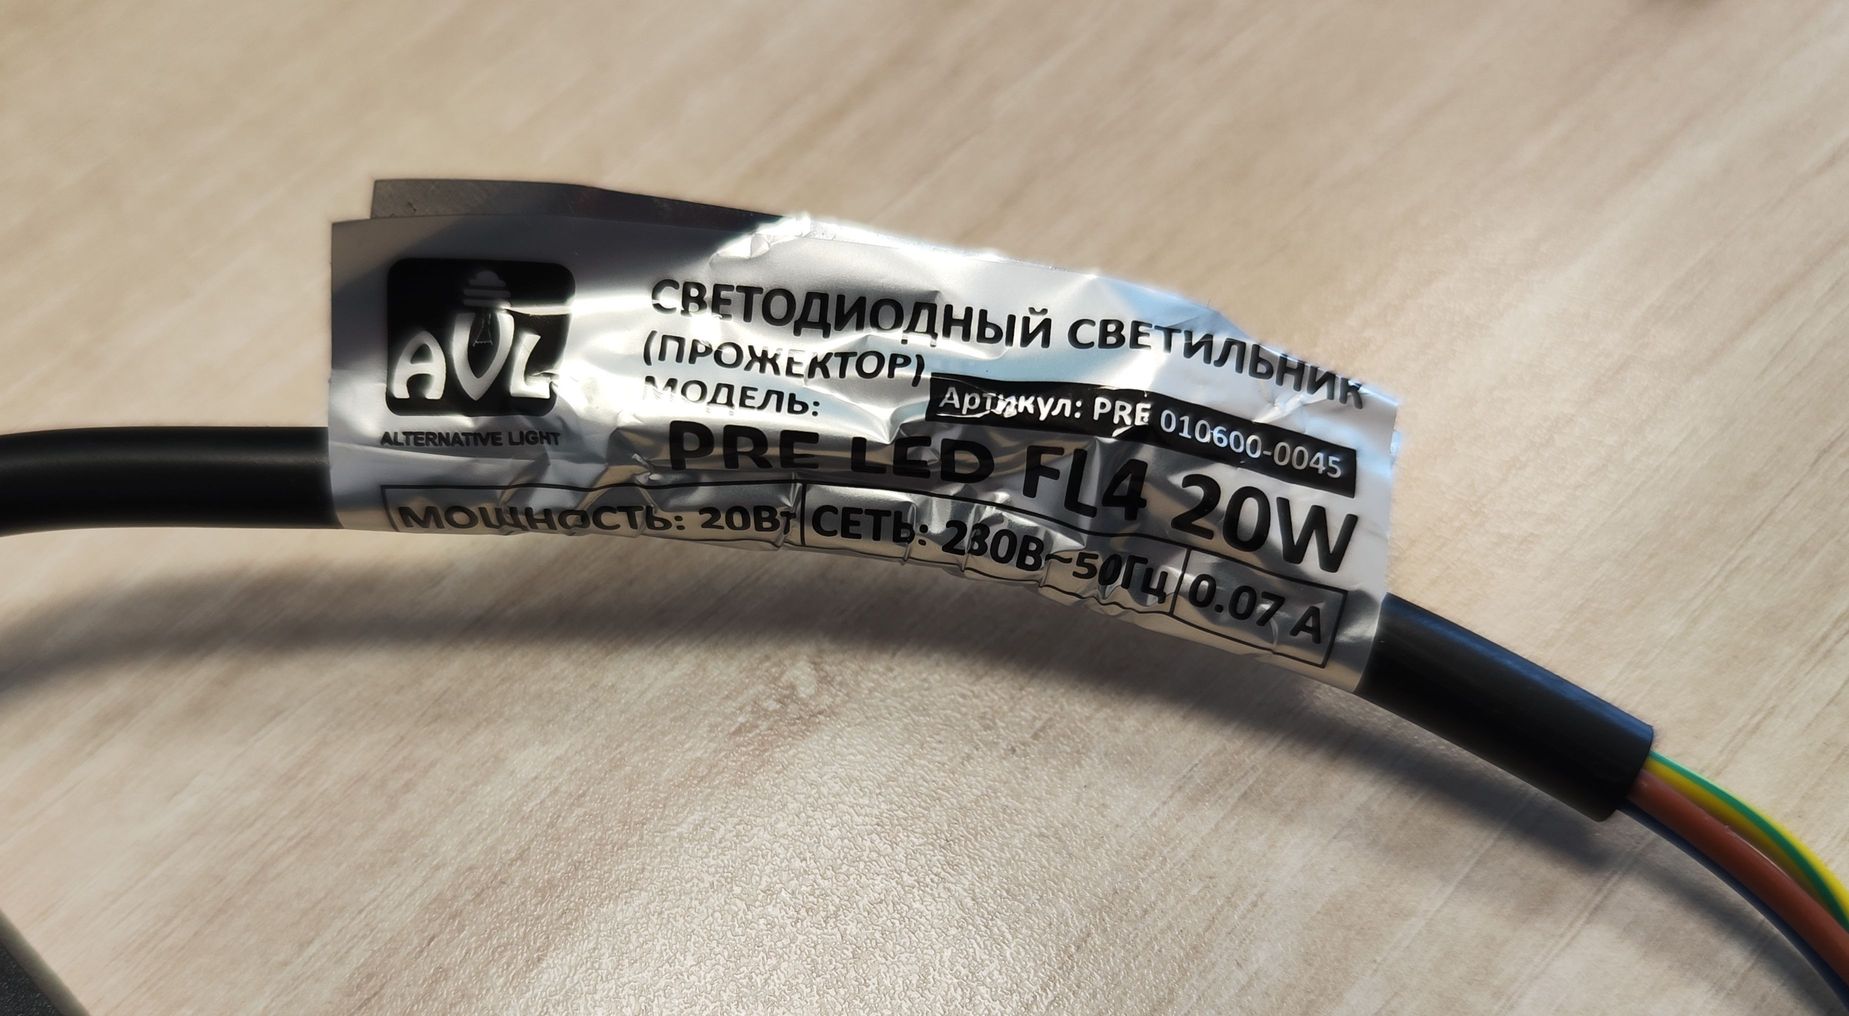 AVL
ALTERNATIVE LIGHT
СВЕТОДИОДНЫЙ СВЕТИЛЬНИК
(ПРОЖЕКТОР)
МОДЕЛЬ:
Артикул: PRE 010600-0045
PRE LED FL4 20W
МОЩНОСТЬ: 20Вт СЕТЬ: 230В~50Гц 0.07 А